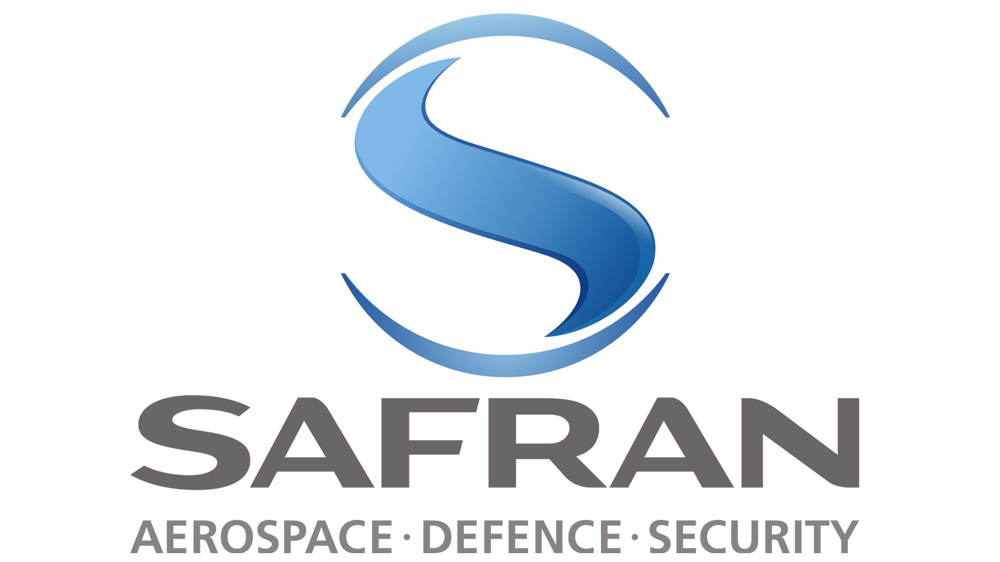 SAFRAN
AEROSPACE · DEFENCE · SECURITY